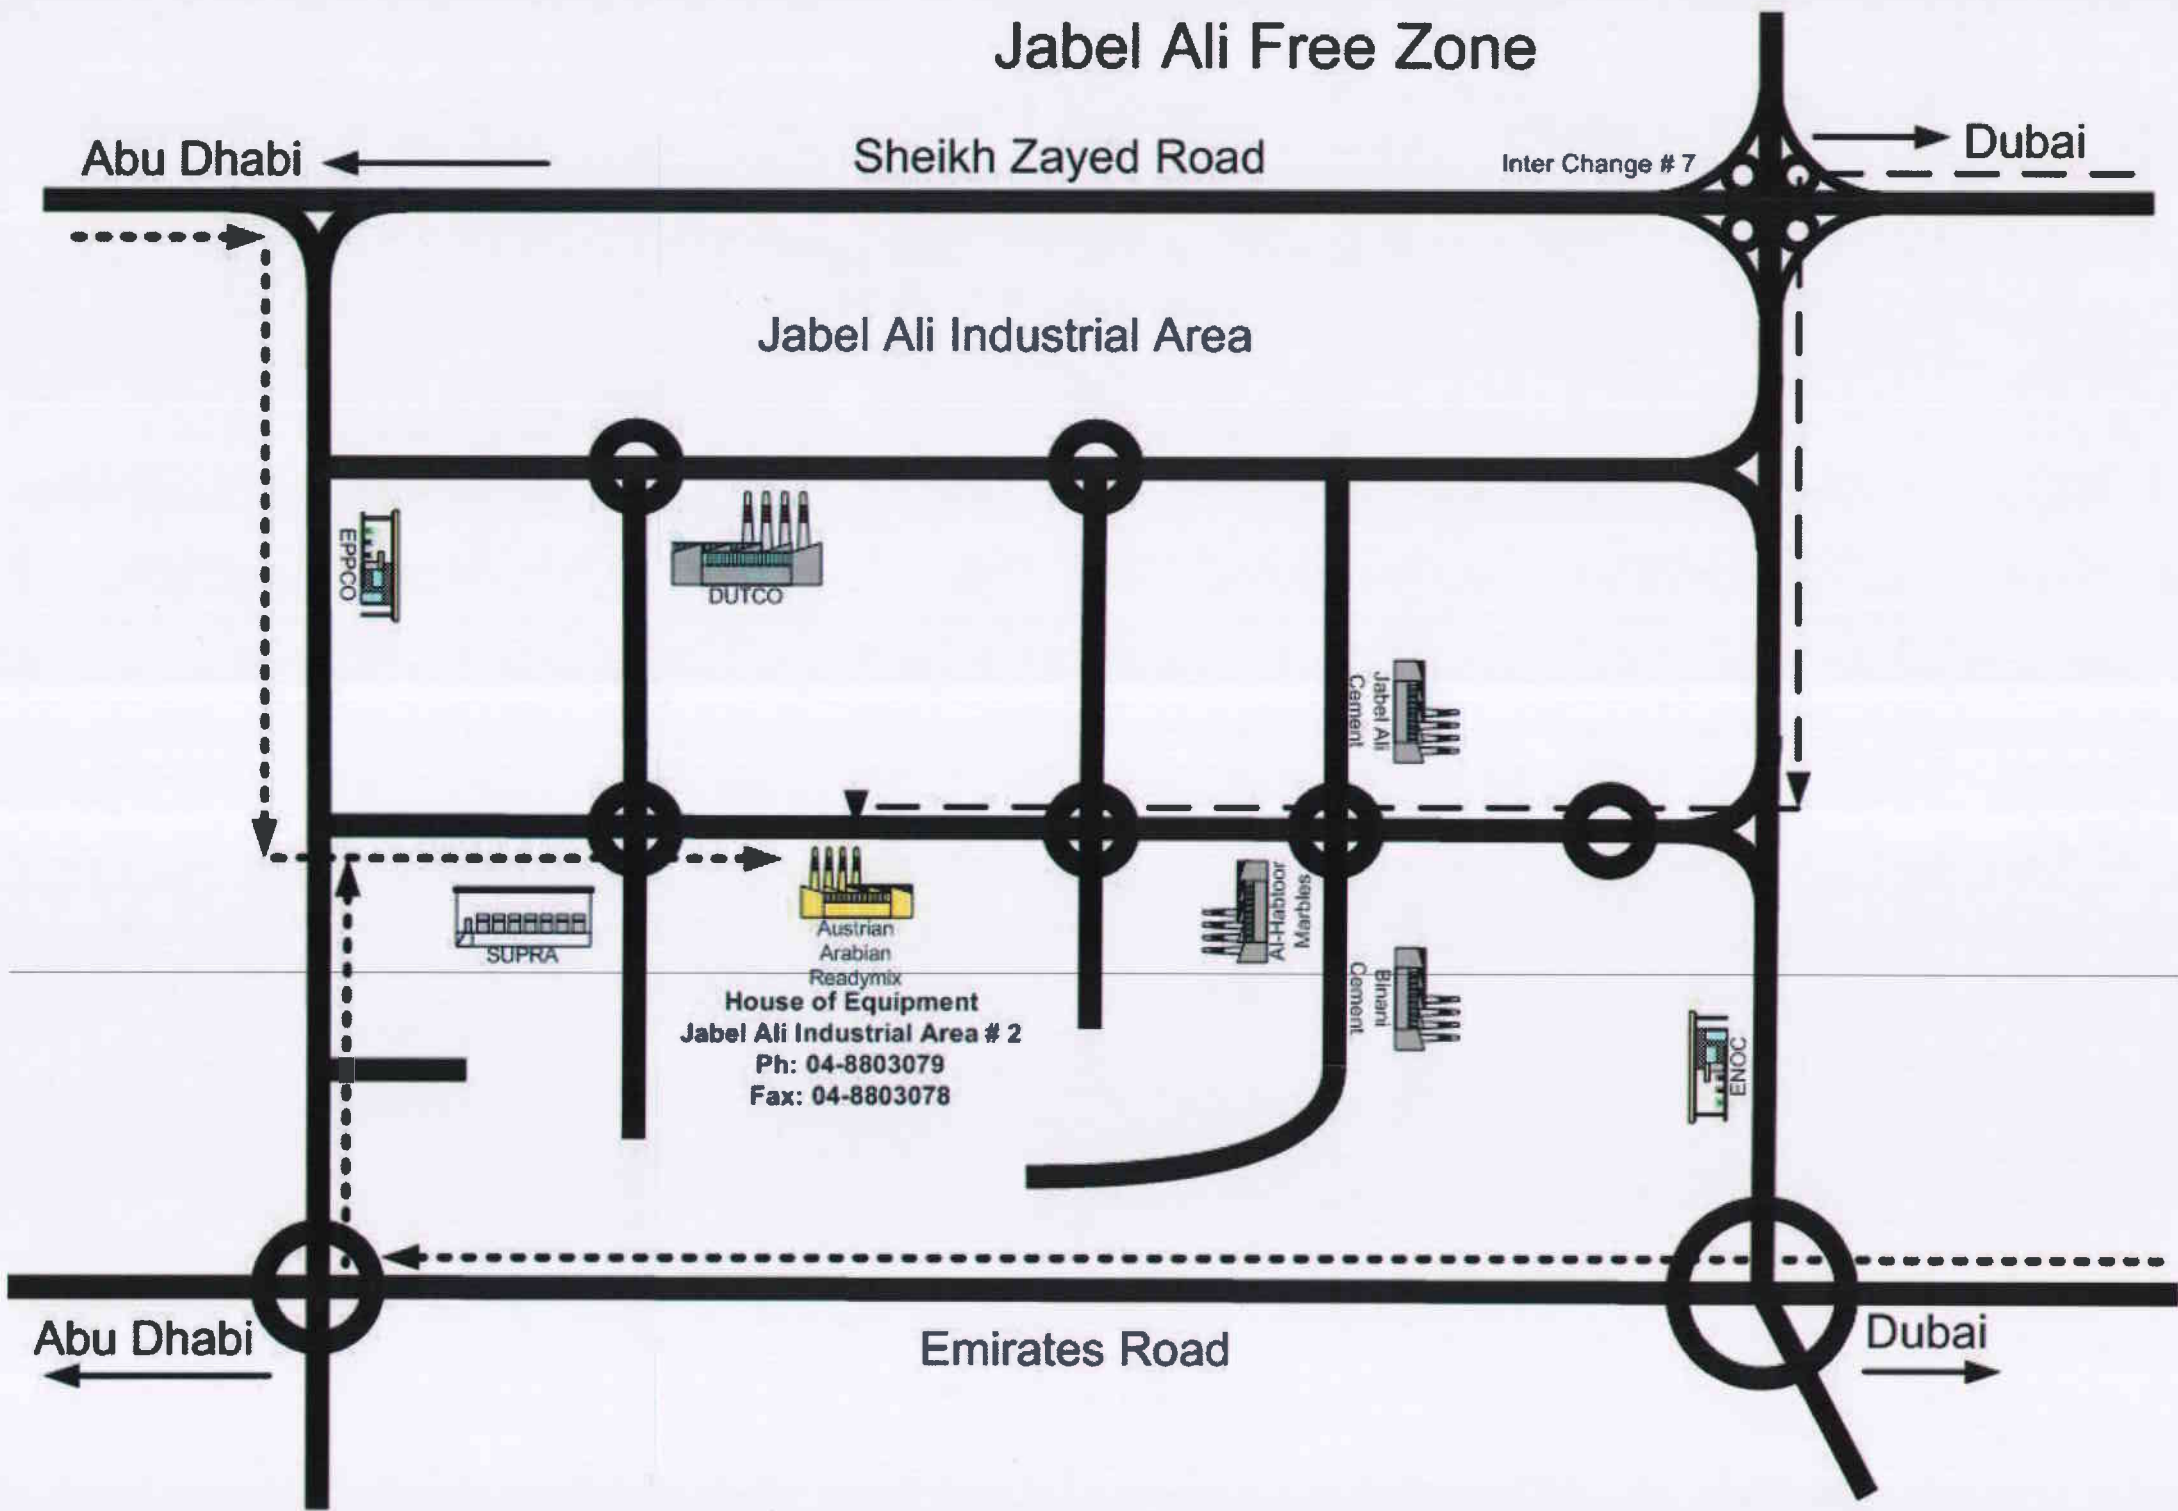 Jabel Ali Free Zone
Abu Dhabi
Sheikh Zayed Road
Inter Change # 7
Dubai
Jabel Ali Industrial Area
EPPCO
DUTCO
Jabel Ali
Cement
SUPRA
Austrian
Arabian
Readymix
House of Equipment
Jabel Ali Industrial Area # 2
Ph: 04-8803079
Fax: 04-8803078
Al-Habtoor
Marbles
Binani
Cement
ENOC
Abu Dhabi
Emirates Road
Dubai